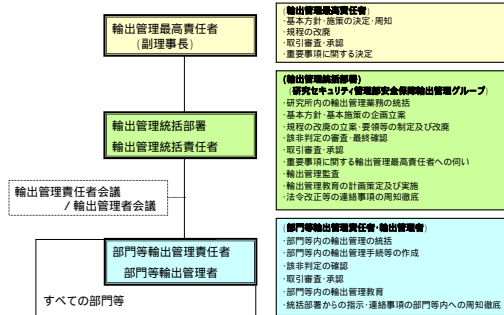 輸出管理最高責任者
(副理事長)
(輸出管理最高責任者)
･基本方針･施策の決定･周知
･規程の改廃
･取引審査･承認
･重要事項に関する決定
輸出管理統括部署
輸出管理統括責任者
(輸出管理統括部署)
(研究セキュリティ管理部安全保障輸出管理グループ)
･研究所内の輸出管理業務の統括
･基本方針･基本施策の企画立案
･規程の改廃の立案･要領等の制定及び改廃
･該非判定の審査･最終確認
･取引審査･承認
･重要事項に関する輸出管理最高責任者への伺い
･輸出管理監査
･輸出管理教育の計画策定及び実施
･法令改正等の連絡事項の周知徹底
輸出管理責任者会議
/ 輸出管理者会議
部門等輸出管理責任者
部門等輸出管理者
すべての部門等
(部門等輸出管理責任者･輸出管理者)
･部門等内の輸出管理の統括
･部門等内の輸出管理手続等の作成
･該非判定の確認
･取引審査･承認
･部門等内の輸出管理教育
･統括部署からの指示･連絡事項の部門等内への周知徹底